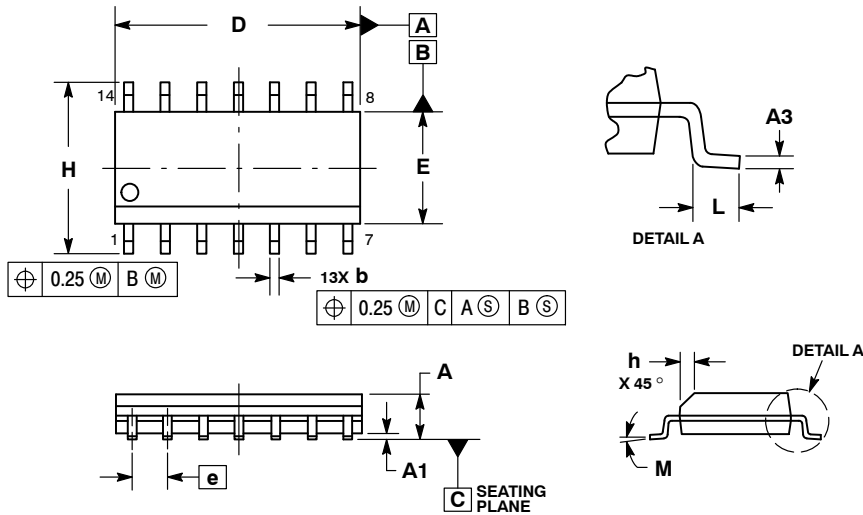 D
A
B
14
8
H
E
1
7
⌖ 0.25 Ⓜ B Ⓜ
13X b
⌖ 0.25 Ⓜ C A Ⓢ B Ⓢ
A3
L
DETAIL A
A
A1
e
C SEATING
PLANE
h
X 45 °
DETAIL A
M